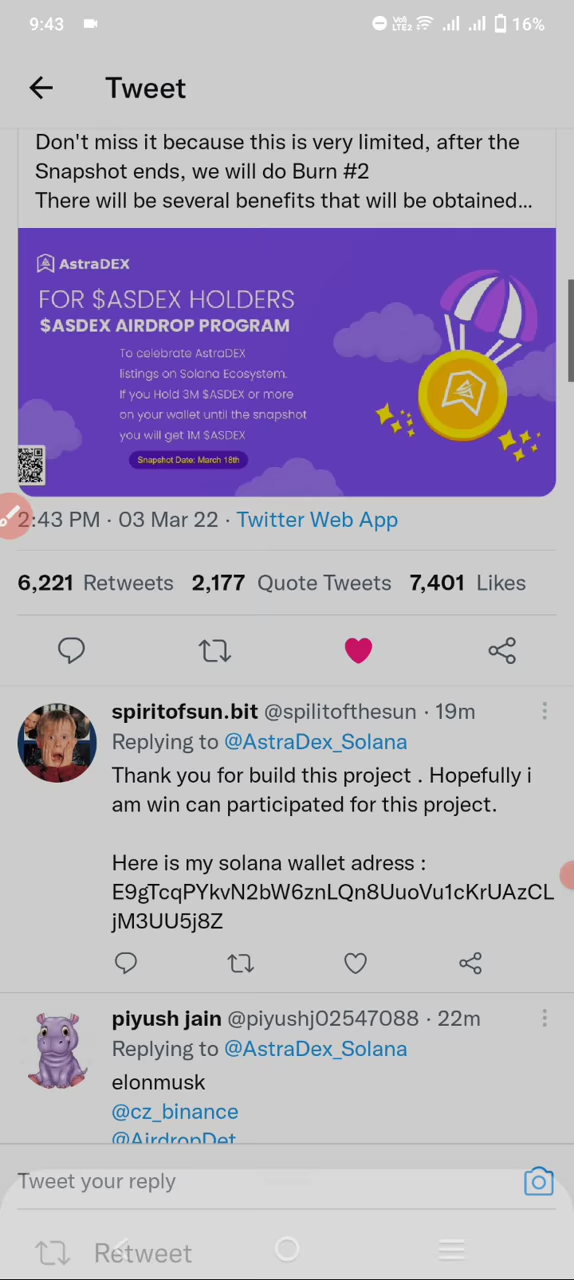 9:43
Vo) LTE2 16%
Tweet
Don't miss it because this is very limited, after the
Snapshot ends, we will do Burn #2
There will be several benefits that will be obtained...
AstraDEX
FOR $ASDEX HOLDERS
$ASDEX AIRDROP PROGRAM
To celebrate AstraDEX
listings on Solana Ecosystem.
If you Hold 3M $ASDEX or more
on your wallet until the snapshot
you will get 1M $ASDEX
Snapshot Date: March 18th
2:43 PM · 03 Mar 22 · Twitter Web App
6,221 Retweets 2,177 Quote Tweets 7,401 Likes
spiritofsun.bit @spilitofthesun · 19m
Replying to @AstraDex_Solana
Thank you for build this project . Hopefully i
am win can participated for this project.
Here is my solana wallet adress :
E9gTcqPYkvN2bW6znLQn8UuoVu1cKrUAzCL
jM3UU5j8Z
piyush jain @piyushj02547088 · 22m
Replying to @AstraDex_Solana
elonmusk
@cz_binance
@AirdropDet
Tweet your reply
Retweet